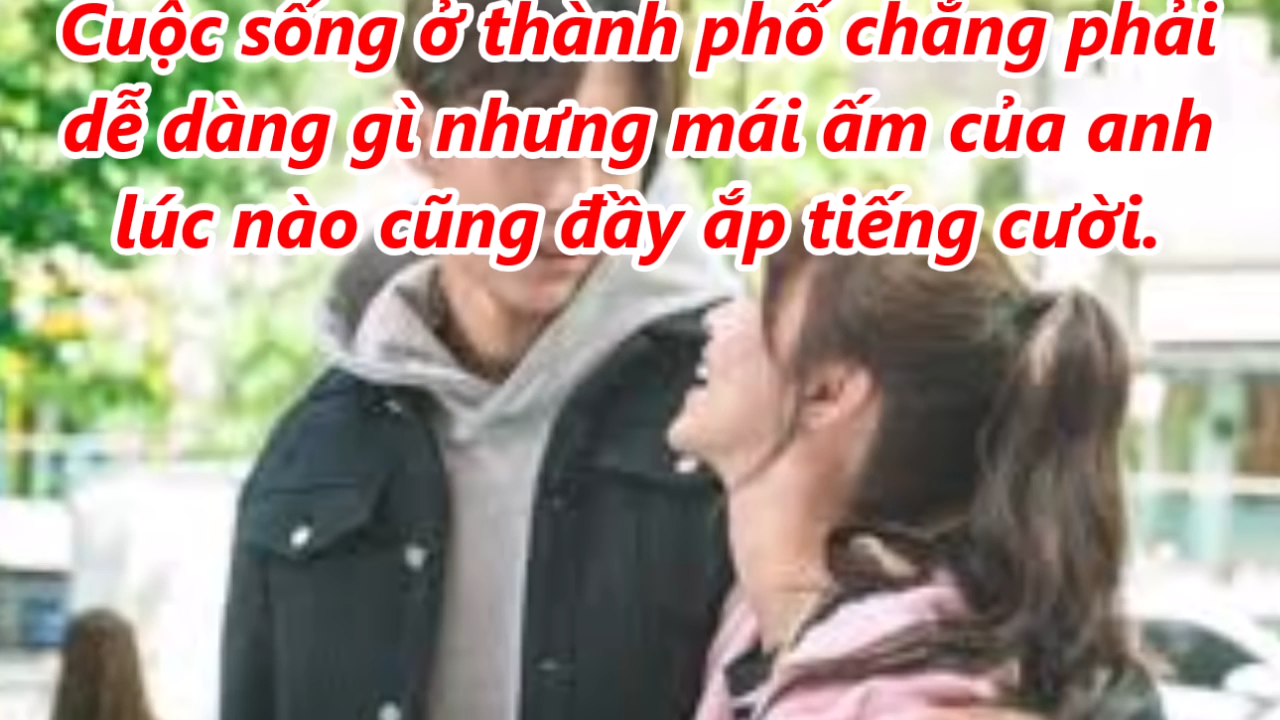 Cuộc sống ở thành phố chẳng phải
dễ dàng gì nhưng mái ấm của anh
lúc nào cũng đầy ắp tiếng cười.